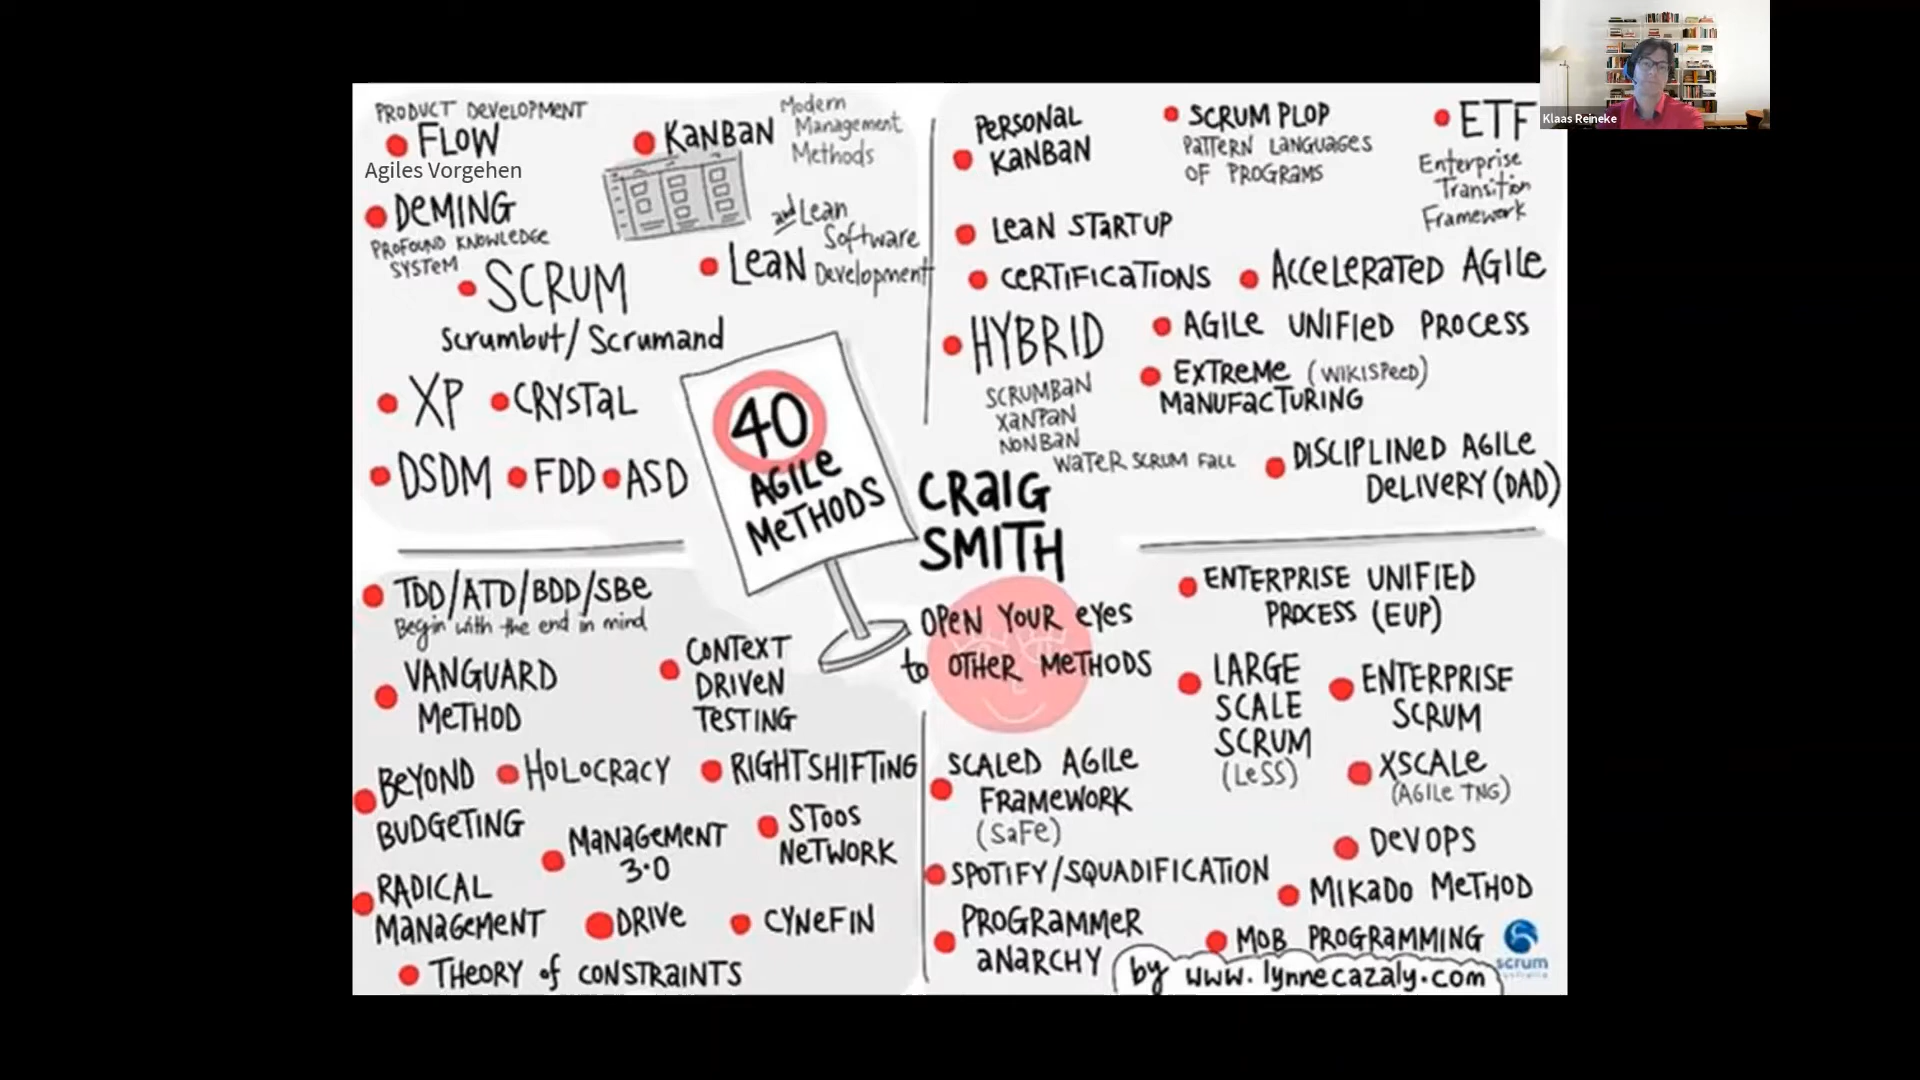 PRODUCT DEVELOPMENT
FLOW
Agiles Vorgehen
DEMING
PROFOUND KNOWLEDGE
SYSTEM
KANBAN
Modern
Management
Methods
and Lean
Software
Development
LEAN
SCRUM
Scrumbut/Scrumand
XP
CRYSTAL
DSDM
FDD
ASD
40
AGILE
METHODS
CRAIG
SMITH
OPEN YOUR EYES
to OTHER METHODS
PERSONAL
KANBAN
SCRUM PLOP
PATTERN LANGUAGES
OF PROGRAMS
ETF
Enterprise
Transition
Framework
Klaas Reineke
LEAN STARTUP
CERTIFICATIONS
ACCELERATED AGILE
HYBRID
SCRUMBAN
XANPAN
NONBAN
WATER SCRUM FALL
AGILE UNIFIED PROCESS
EXTREME (WIKISPEED)
MANUFACTURING
DISCIPLINED AGILE
DELIVERY (DAD)
TDD/ATD/BDD/SBE
Begin with the end in mind
VANGUARD
METHOD
CONTEXT
DRIVEN
TESTING
BEYOND
BUDGETING
HOLOCRACY
RIGHTSHIFTING
MANAGEMENT
3.0
STOOS
NETWORK
RADICAL
MANAGEMENT
DRIVE
CYNEFIN
THEORY of CONSTRAINTS
ENTERPRISE UNIFIED
PROCESS (EUP)
LARGE
SCALE
SCRUM
(LeSS)
ENTERPRISE
SCRUM
SCALED AGILE
FRAMEWORK
(SaFe)
XSCALE
(AGILE TNG)
DEVOPS
SPOTIFY/SQUADIFICATION
MIKADO METHOD
PROGRAMMER
ANARCHY
MOB PROGRAMMING
by www.lynnecazaly.com
scrum